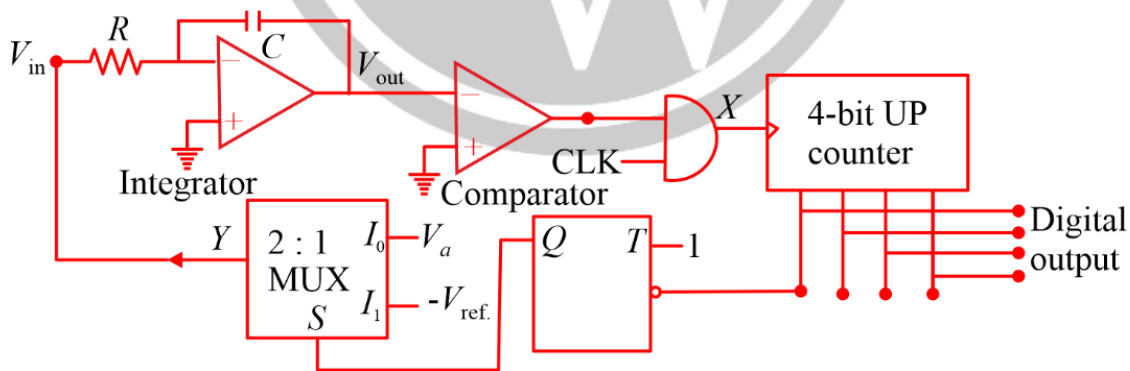 R
C
V_in
V_out
−
+
Integrator
−
+
Comparator
CLK
X
4-bit UP
counter
Digital
output
Y
2 : 1
MUX
S
I_0
V_a
I_1
-V_ref.
Q
T
1